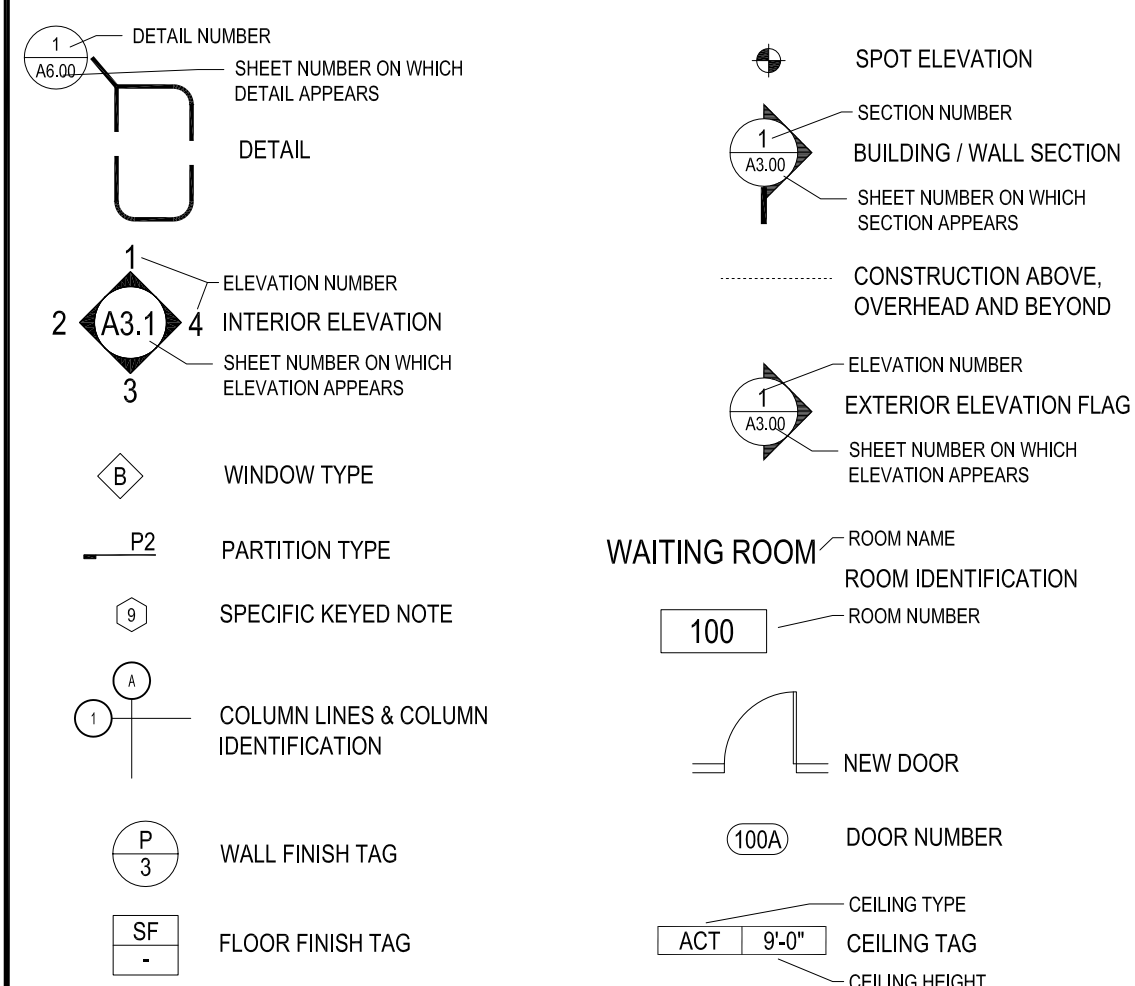 1
DETAIL NUMBER
A6.00
SHEET NUMBER ON WHICH
DETAIL APPEARS
DETAIL
1
ELEVATION NUMBER
2
A3.1
4
INTERIOR ELEVATION
SHEET NUMBER ON WHICH
ELEVATION APPEARS
3
B
WINDOW TYPE
P2
PARTITION TYPE
9
SPECIFIC KEYED NOTE
A
1
COLUMN LINES & COLUMN
IDENTIFICATION
P
3
WALL FINISH TAG
SF
-
FLOOR FINISH TAG
SPOT ELEVATION
SECTION NUMBER
1
A3.00
BUILDING / WALL SECTION
SHEET NUMBER ON WHICH
SECTION APPEARS
CONSTRUCTION ABOVE,
OVERHEAD AND BEYOND
ELEVATION NUMBER
1
A3.00
EXTERIOR ELEVATION FLAG
SHEET NUMBER ON WHICH
ELEVATION APPEARS
WAITING ROOM
ROOM NAME
ROOM IDENTIFICATION
100
ROOM NUMBER
NEW DOOR
100A
DOOR NUMBER
CEILING TYPE
ACT 9'-0"
CEILING TAG
CEILING HEIGHT